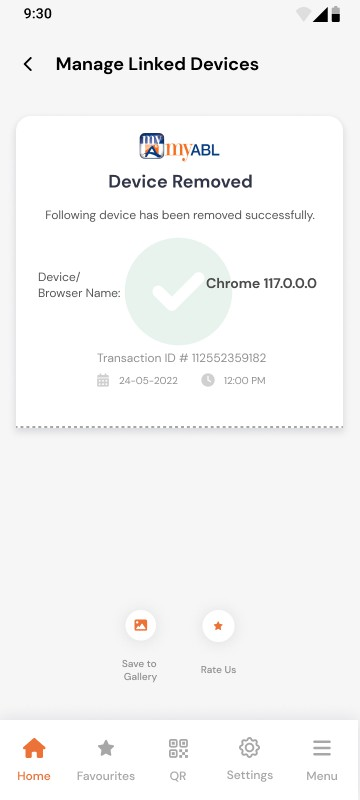 9:30
Manage Linked Devices
my myABL
Device Removed
Following device has been removed successfully.
Device/
Browser Name:
Chrome 117.0.0.0
Transaction ID # 112552359182
24-05-2022 12:00 PM
Save to
Gallery
Rate Us
Home Favourites QR Settings Menu